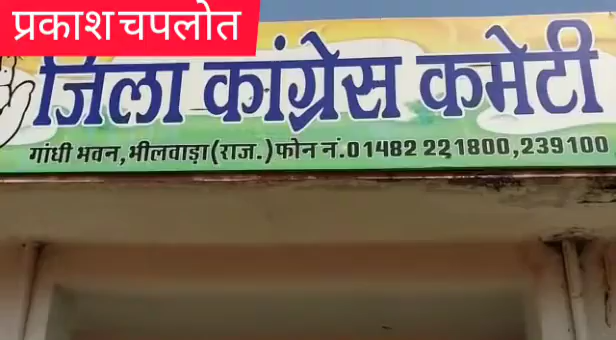 प्रकाश चपलोत
जिला कांग्रेस कमेटी
गांधी भवन,भीलवाड़ा(राज.)फोन नं.01482 221800,239100